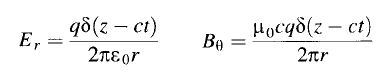 E_r = qδ(z − ct) / 2πε₀r    B_θ = μ₀cqδ(z − ct) / 2πr